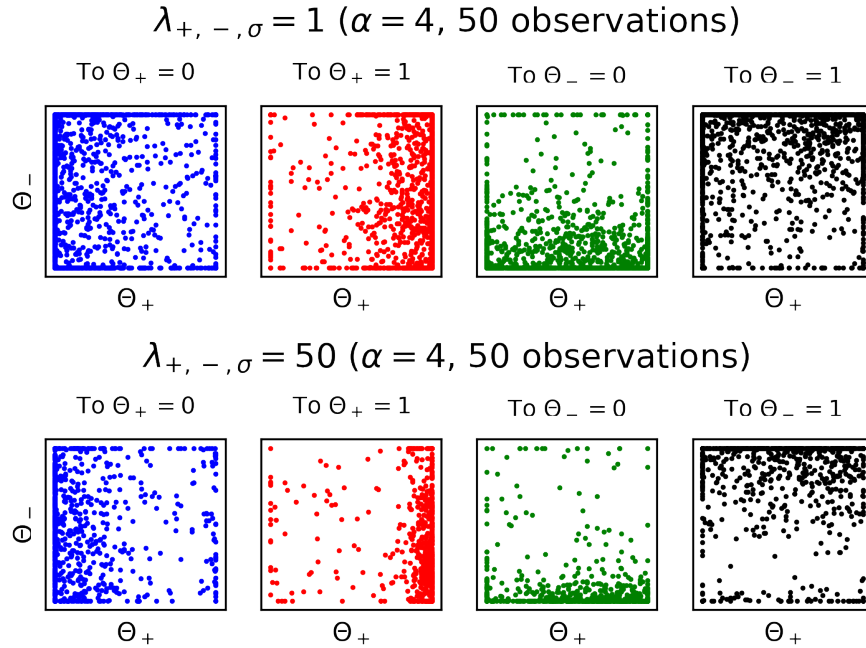 λ₊, ₋, σ = 1 (α = 4, 50 observations)
To Θ₊ = 0
To Θ₊ = 1
To Θ₋ = 0
To Θ₋ = 1
Θ₋
Θ₊
Θ₊
Θ₊
Θ₊
λ₊, ₋, σ = 50 (α = 4, 50 observations)
To Θ₊ = 0
To Θ₊ = 1
To Θ₋ = 0
To Θ₋ = 1
Θ₋
Θ₊
Θ₊
Θ₊
Θ₊